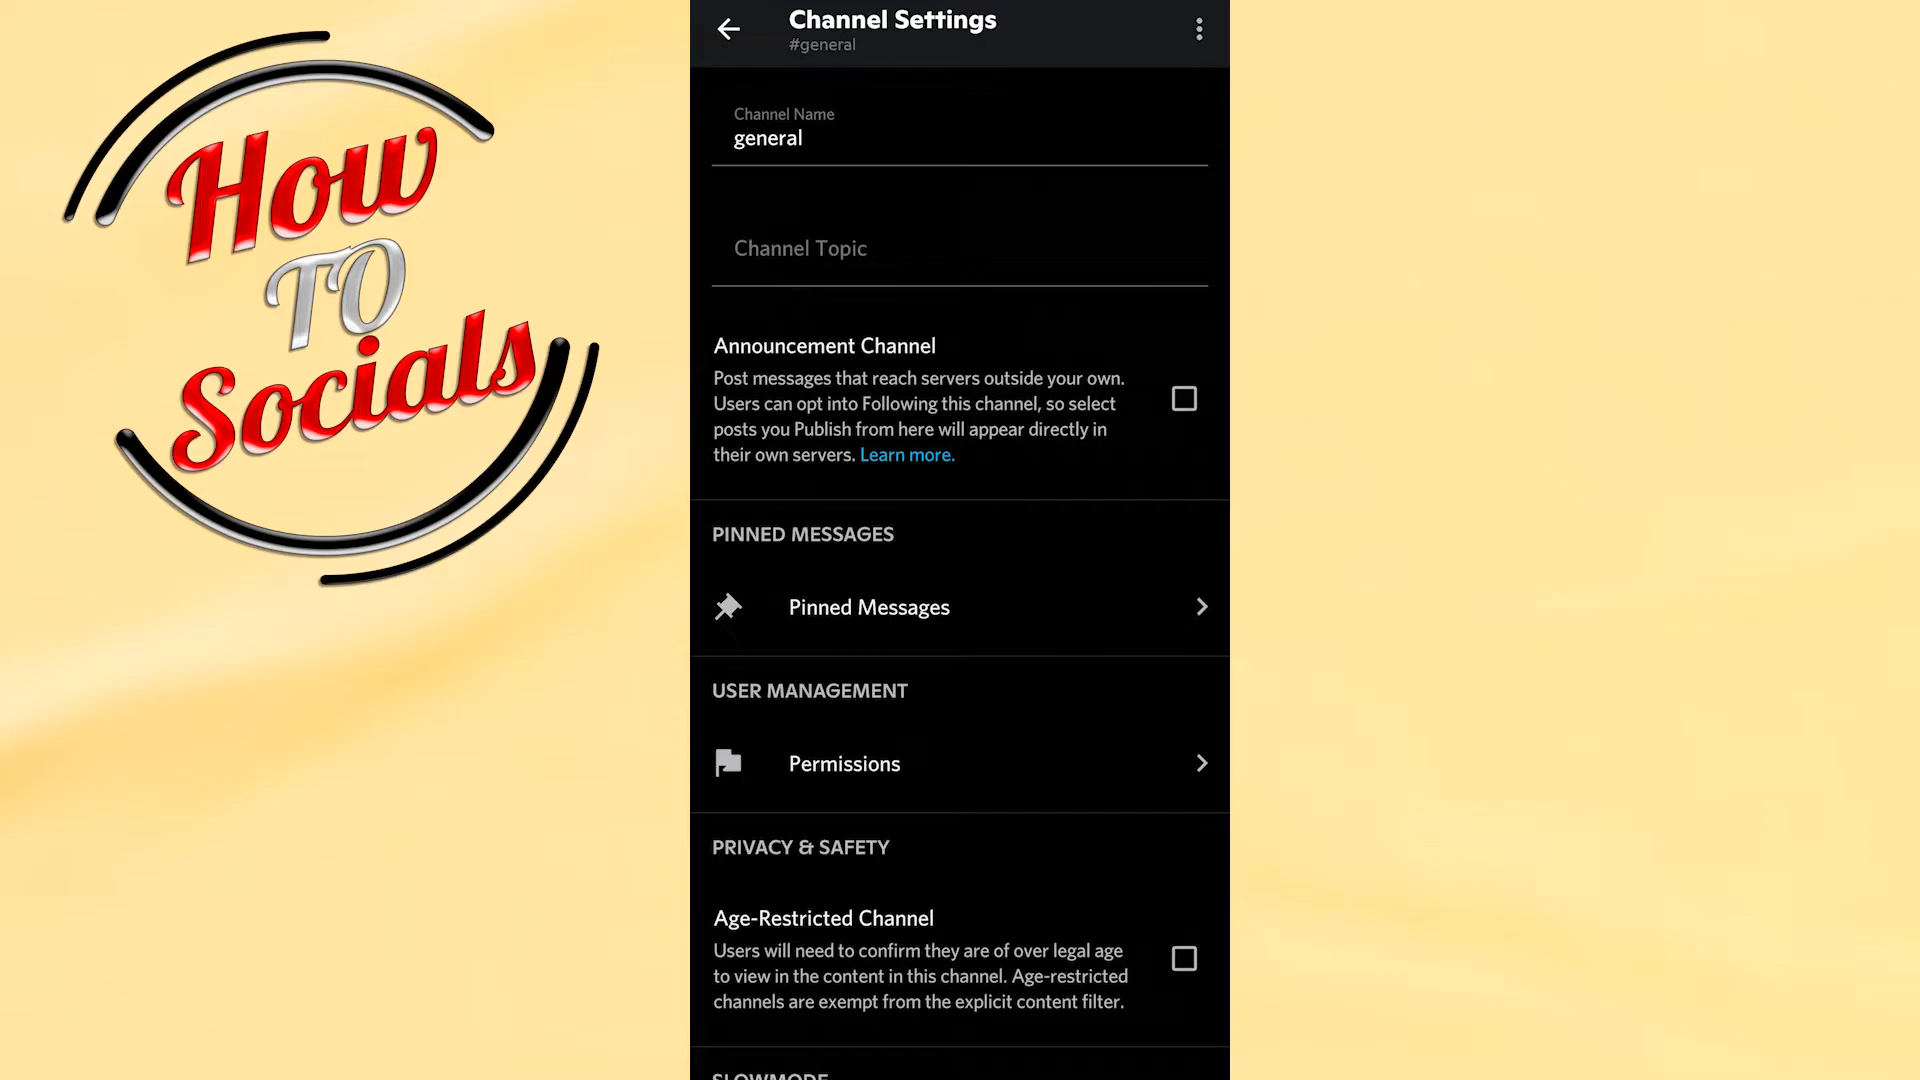 How
TO
Socials
Channel Settings
#general
Channel Name
general
Channel Topic
Announcement Channel
Post messages that reach servers outside your own.
Users can opt into Following this channel, so select
posts you Publish from here will appear directly in
their own servers. Learn more.
PINNED MESSAGES
Pinned Messages
USER MANAGEMENT
Permissions
PRIVACY & SAFETY
Age-Restricted Channel
Users will need to confirm they are of over legal age
to view in the content in this channel. Age-restricted
channels are exempt from the explicit content filter.
SLOWMODE